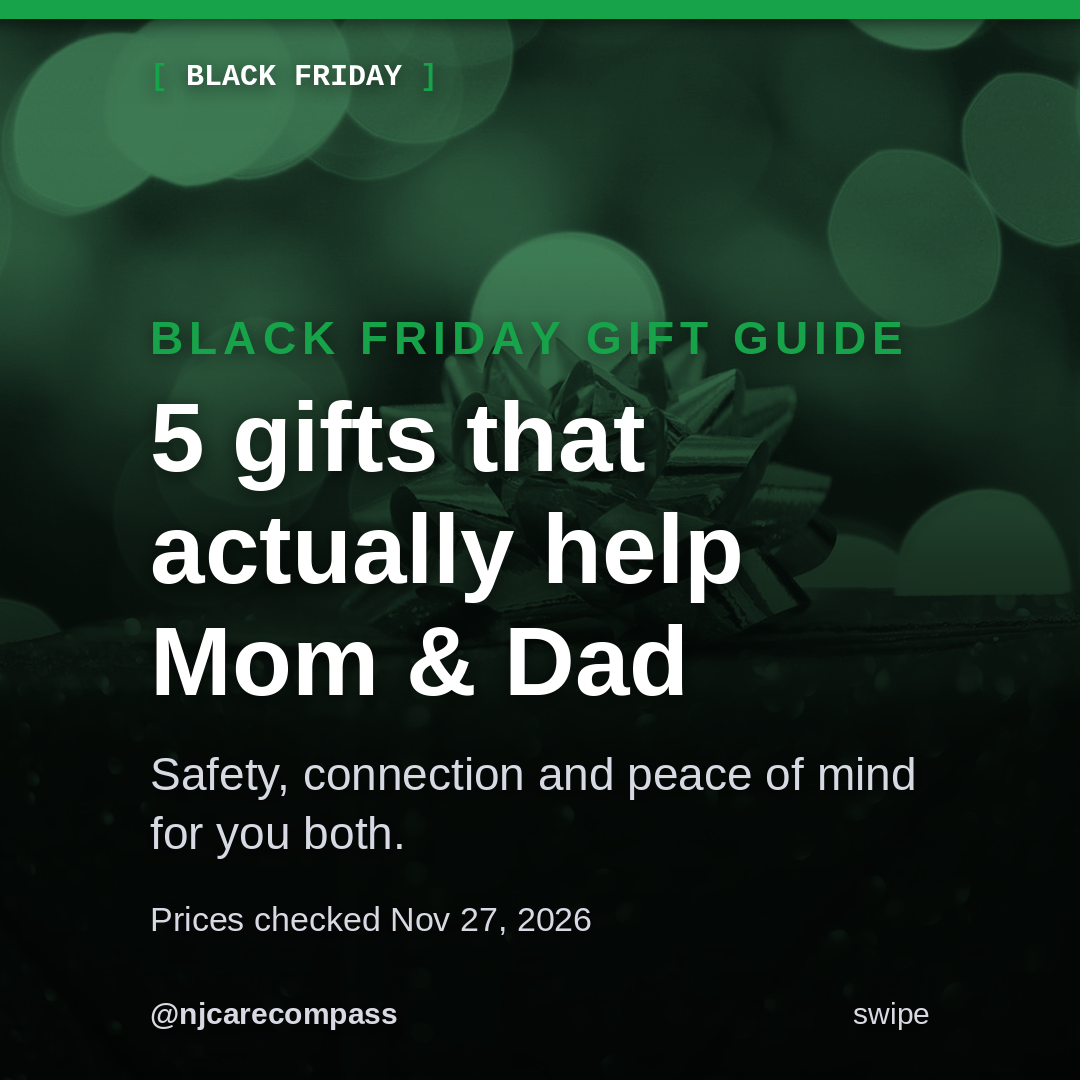 [ BLACK FRIDAY ]
BLACK FRIDAY GIFT GUIDE
5 gifts that
actually help
Mom & Dad
Safety, connection and peace of mind
for you both.
Prices checked Nov 27, 2026
@njcarecompass
swipe